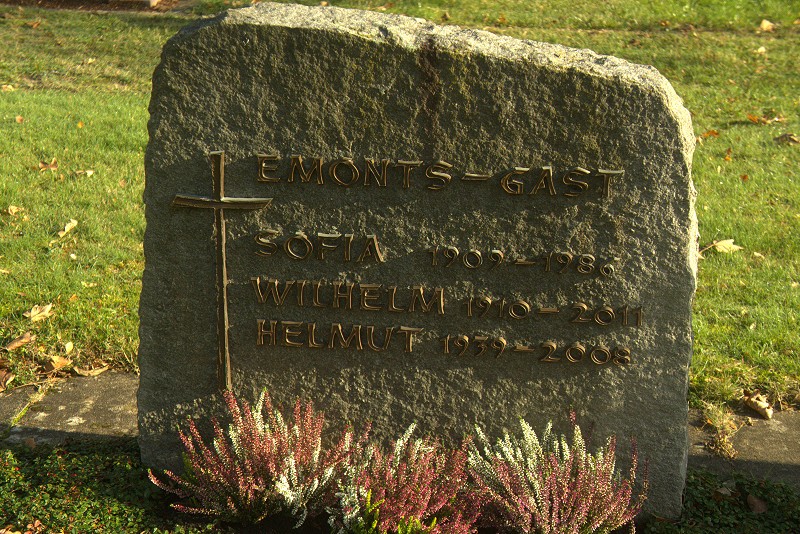 EMONTS-GAST
SOFIA 1909-1986
WILHELM 1910-2011
HELMUT 1939-2008